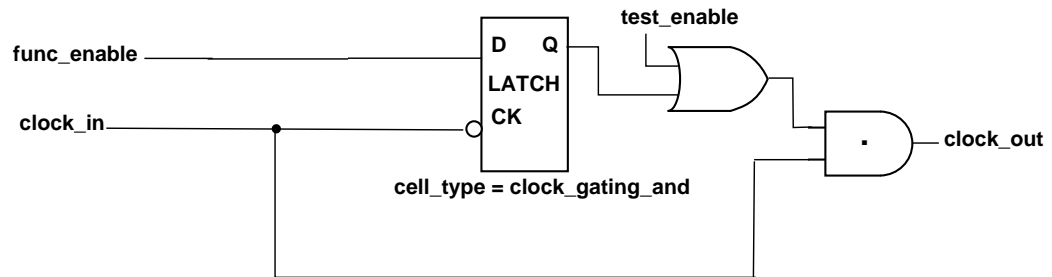 test_enable
func_enable
D Q
LATCH
CK
clock_in
clock_out
cell_type = clock_gating_and